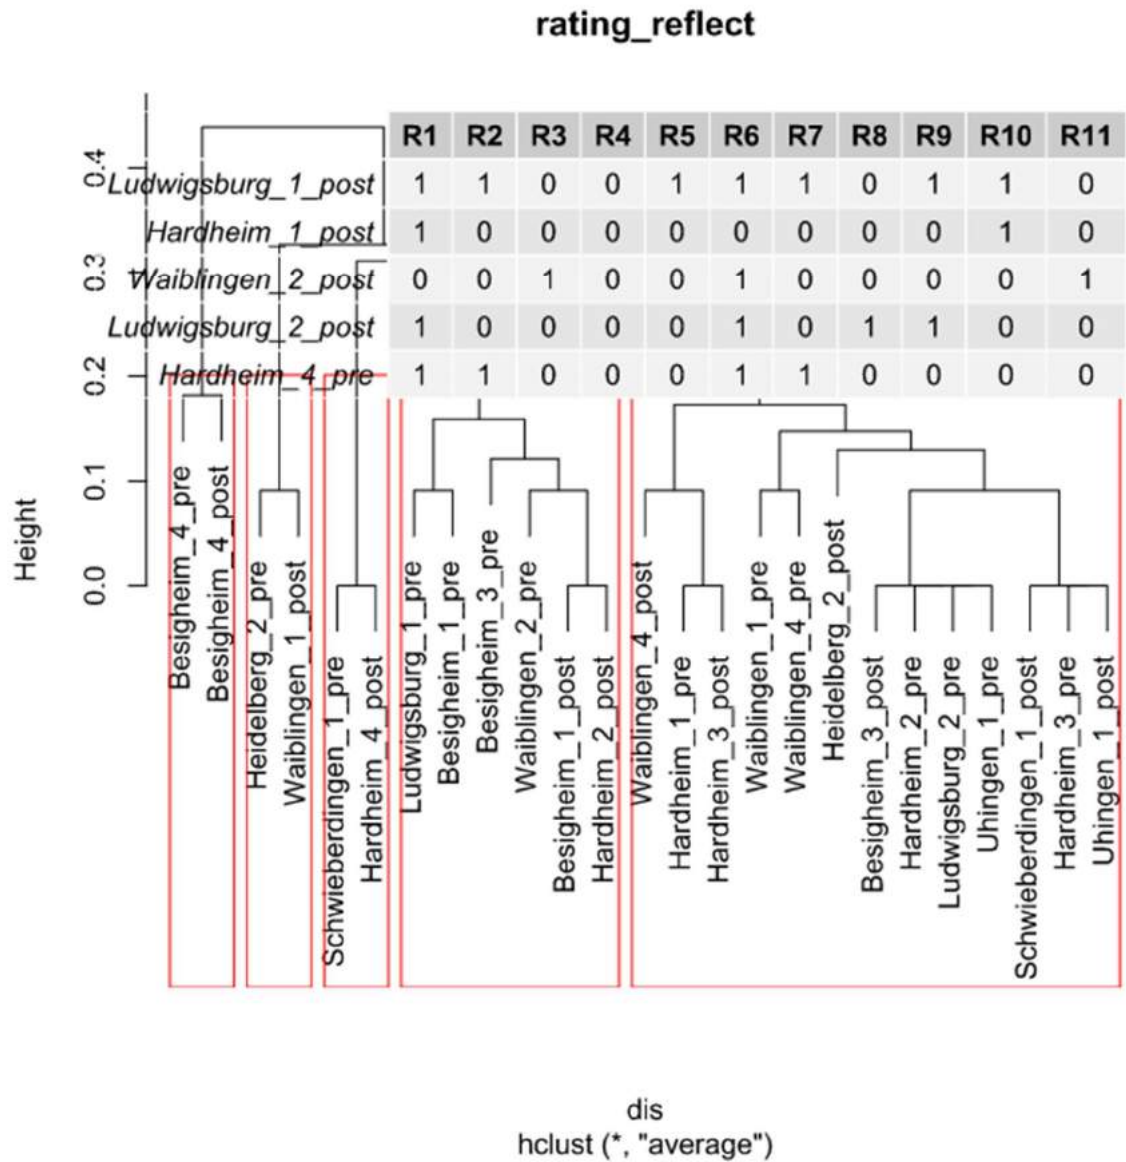 rating_reflect
R1 R2 R3 R4 R5 R6 R7 R8 R9 R10 R11
Ludwigsburg_1_post 1 1 0 0 1 1 1 0 1 1 0
Hardheim_1_post 1 0 0 0 0 0 0 0 0 1 0
Waiblingen_2_post 0 0 1 0 0 1 0 0 0 0 1
Ludwigsburg_2_post 1 0 0 0 0 1 0 1 1 0 0
Hardheim_4_pre 1 1 0 0 0 1 1 0 0 0 0
Height
0.4
0.3
0.2
0.1
0.0
Besigheim_4_pre
Besigheim_4_post
Heidelberg_2_pre
Waiblingen_1_post
Schwieberdingen_1_pre
Hardheim_4_post
Ludwigsburg_1_pre
Besigheim_1_pre
Besigheim_3_pre
Waiblingen_2_pre
Besigheim_1_post
Hardheim_2_post
Waiblingen_4_post
Hardheim_1_pre
Hardheim_3_post
Waiblingen_1_pre
Waiblingen_4_pre
Heidelberg_2_post
Besigheim_3_post
Hardheim_2_pre
Ludwigsburg_2_pre
Uhingen_1_pre
Schwieberdingen_1_post
Hardheim_3_pre
Uhingen_1_post
dis
hclust (*, "average")